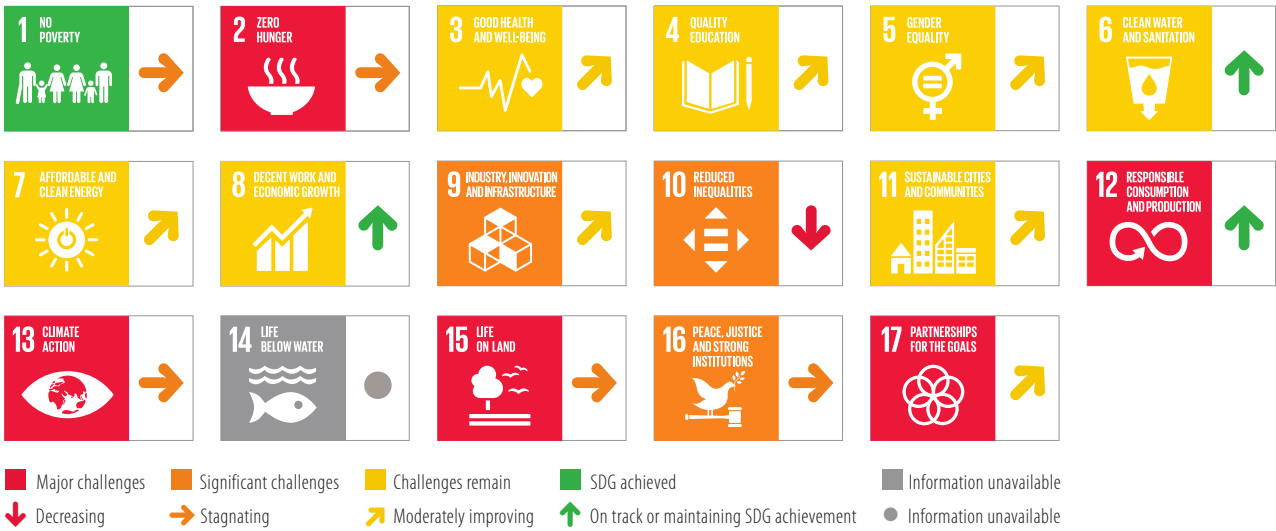 1 NO
POVERTY
2 ZERO
HUNGER
3 GOOD HEALTH
AND WELL-BEING
4 QUALITY
EDUCATION
5 GENDER
EQUALITY
6 CLEAN WATER
AND SANITATION
7 AFFORDABLE AND
CLEAN ENERGY
8 DECENT WORK AND
ECONOMIC GROWTH
9 INDUSTRY, INNOVATION
AND INFRASTRUCTURE
10 REDUCED
INEQUALITIES
11 SUSTAINABLE CITIES
AND COMMUNITIES
12 RESPONSIBLE
CONSUMPTION
AND PRODUCTION
13 CLIMATE
ACTION
14 LIFE
BELOW WATER
15 LIFE
ON LAND
16 PEACE, JUSTICE
AND STRONG
INSTITUTIONS
17 PARTNERSHIPS
FOR THE GOALS
Major challenges
Significant challenges
Challenges remain
SDG achieved
Information unavailable
Decreasing
Stagnating
Moderately improving
On track or maintaining SDG achievement
Information unavailable